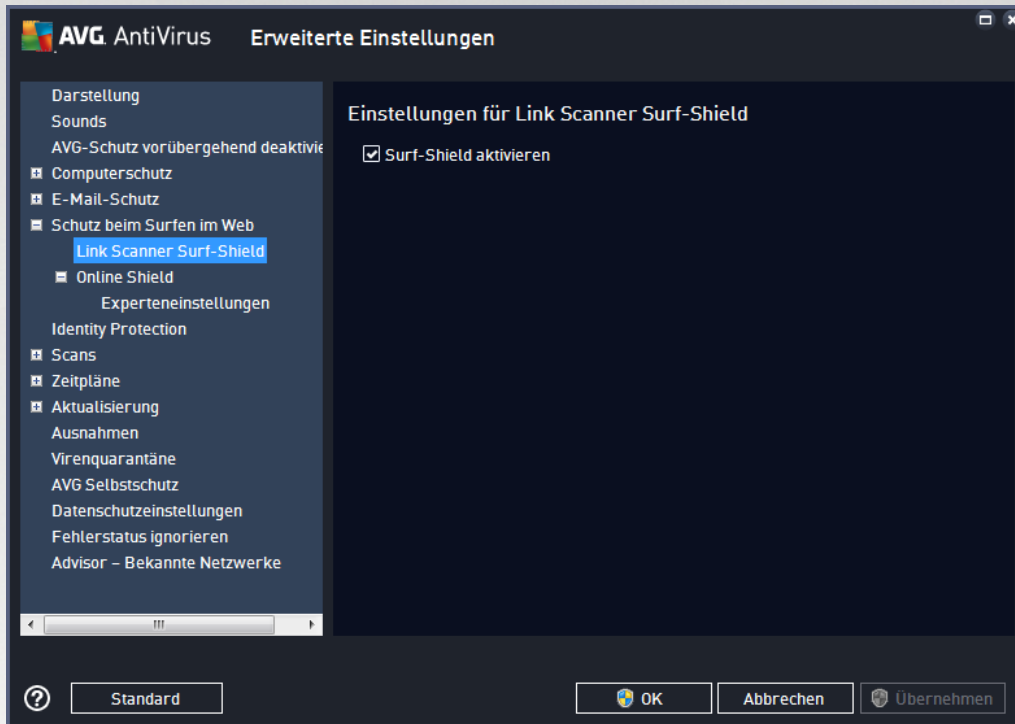 AVG AntiVirus Erweiterte Einstellungen
Darstellung
Sounds
AVG-Schutz vorübergehend deaktivie
Computerschutz
E-Mail-Schutz
Schutz beim Surfen im Web
Link Scanner Surf-Shield
Online Shield
Experteneinstellungen
Identity Protection
Scans
Zeitpläne
Aktualisierung
Ausnahmen
Virenquarantäne
AVG Selbstschutz
Datenschutzeinstellungen
Fehlerstatus ignorieren
Advisor – Bekannte Netzwerke
Einstellungen für Link Scanner Surf-Shield
Surf-Shield aktivieren
? Standard OK Abbrechen Übernehmen